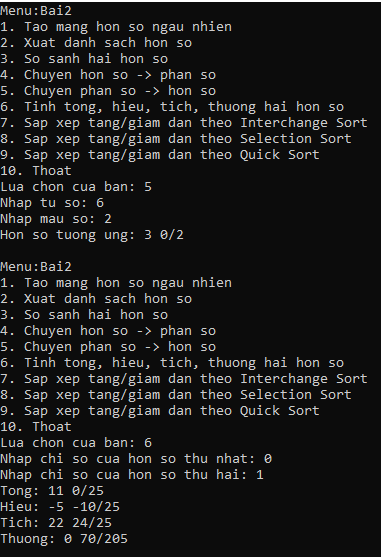 Menu:Bai2
1. Tao mang hon so ngau nhien
2. Xuat danh sach hon so
3. So sanh hai hon so
4. Chuyen hon so -> phan so
5. Chuyen phan so -> hon so
6. Tinh tong, hieu, tich, thuong hai hon so
7. Sap xep tang/giam dan theo Interchange Sort
8. Sap xep tang/giam dan theo Selection Sort
9. Sap xep tang/giam dan theo Quick Sort
10. Thoat
Lua chon cua ban: 5
Nhap tu so: 6
Nhap mau so: 2
Hon so tuong ung: 3 0/2

Menu:Bai2
1. Tao mang hon so ngau nhien
2. Xuat danh sach hon so
3. So sanh hai hon so
4. Chuyen hon so -> phan so
5. Chuyen phan so -> hon so
6. Tinh tong, hieu, tich, thuong hai hon so
7. Sap xep tang/giam dan theo Interchange Sort
8. Sap xep tang/giam dan theo Selection Sort
9. Sap xep tang/giam dan theo Quick Sort
10. Thoat
Lua chon cua ban: 6
Nhap chi so cua hon so thu nhat: 0
Nhap chi so cua hon so thu hai: 1
Tong: 11 0/25
Hieu: -5 -10/25
Tich: 22 24/25
Thuong: 0 70/205